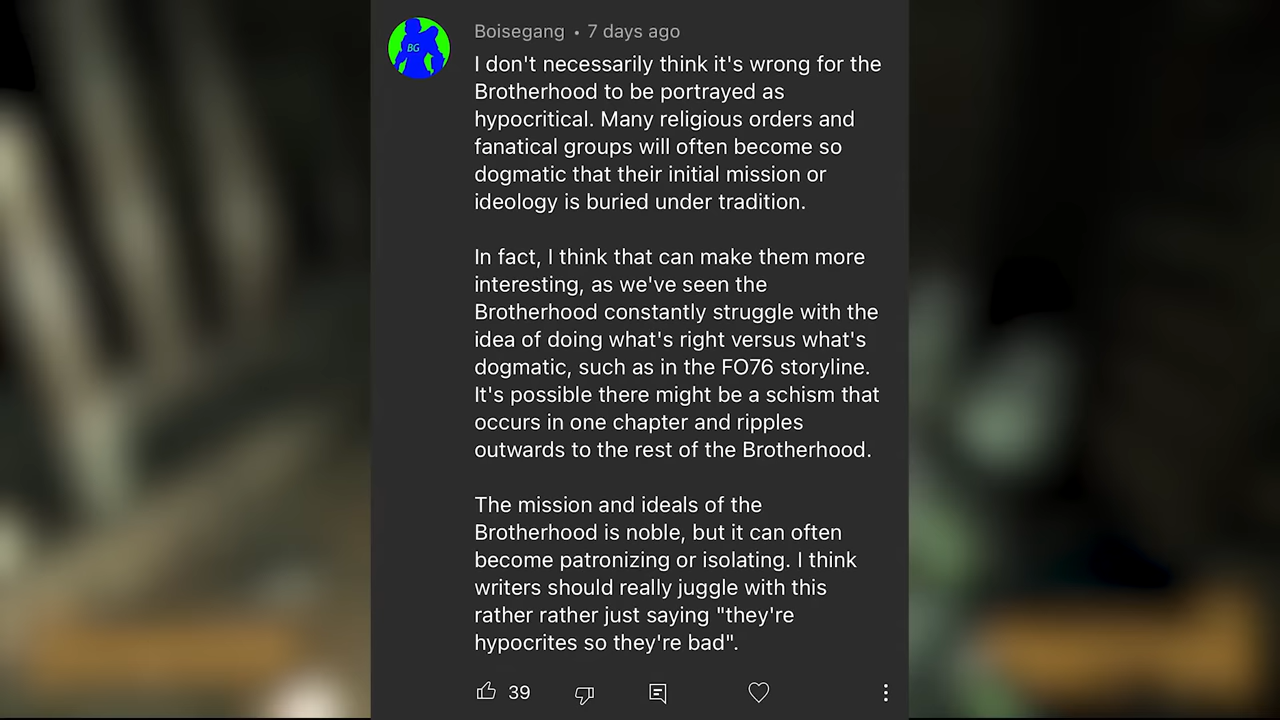 BG
Boisegang • 7 days ago
I don't necessarily think it's wrong for the
Brotherhood to be portrayed as
hypocritical. Many religious orders and
fanatical groups will often become so
dogmatic that their initial mission or
ideology is buried under tradition.
In fact, I think that can make them more
interesting, as we've seen the
Brotherhood constantly struggle with the
idea of doing what's right versus what's
dogmatic, such as in the FO76 storyline.
It's possible there might be a schism that
occurs in one chapter and ripples
outwards to the rest of the Brotherhood.
The mission and ideals of the
Brotherhood is noble, but it can often
become patronizing or isolating. I think
writers should really juggle with this
rather rather just saying "they're
hypocrites so they're bad".
39